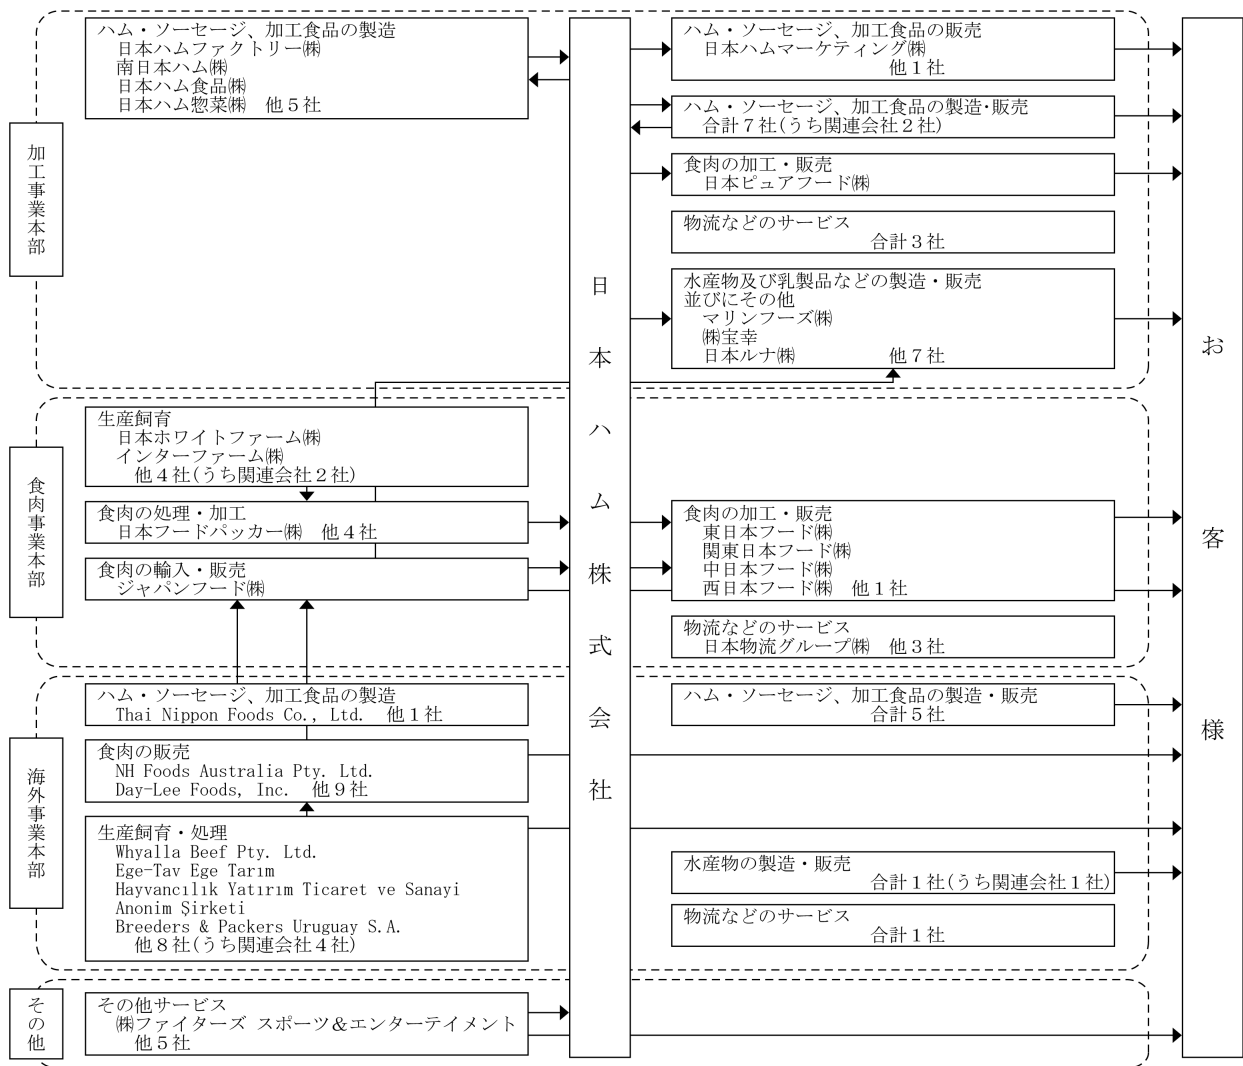 加工事業本部
ハム・ソーセージ、加工食品の製造
日本ハムファクトリー㈱
南日本ハム㈱
日本ハム食品㈱
日本ハム惣菜㈱　他５社
ハム・ソーセージ、加工食品の販売
日本ハムマーケティング㈱
他１社
ハム・ソーセージ、加工食品の製造・販売
合計７社(うち関連会社２社)
食肉の加工・販売
日本ピュアフード㈱
物流などのサービス
合計３社
水産物及び乳製品などの製造・販売
並びにその他
マリンフーズ㈱
㈱宝幸
日本ルナ㈱　他７社
食肉事業本部
生産飼育
日本ホワイトファーム㈱
インターファーム㈱
他４社(うち関連会社２社)
食肉の処理・加工
日本フードパッカー㈱　他４社
食肉の輸入・販売
ジャパンフード㈱
食肉の加工・販売
東日本フード㈱
関東日本フード㈱
中日本フード㈱
西日本フード㈱　他１社
物流などのサービス
日本物流グループ㈱　他３社
海外事業本部
ハム・ソーセージ、加工食品の製造
Thai Nippon Foods Co., Ltd.　他１社
食肉の販売
NH Foods Australia Pty. Ltd.
Day-Lee Foods, Inc.　他９社
生産飼育・処理
Whyalla Beef Pty. Ltd.
Ege-Tav Ege Tarım
Hayvancılık Yatırım Ticaret ve Sanayi
Anonim Şirketi
Breeders & Packers Uruguay S.A.
他８社(うち関連会社４社)
ハム・ソーセージ、加工食品の製造・販売
合計５社
水産物の製造・販売
合計１社(うち関連会社１社)
物流などのサービス
合計１社
その他
その他サービス
㈱ファイターズ スポーツ＆エンターテイメント
他５社
日本ハム株式会社
お客様